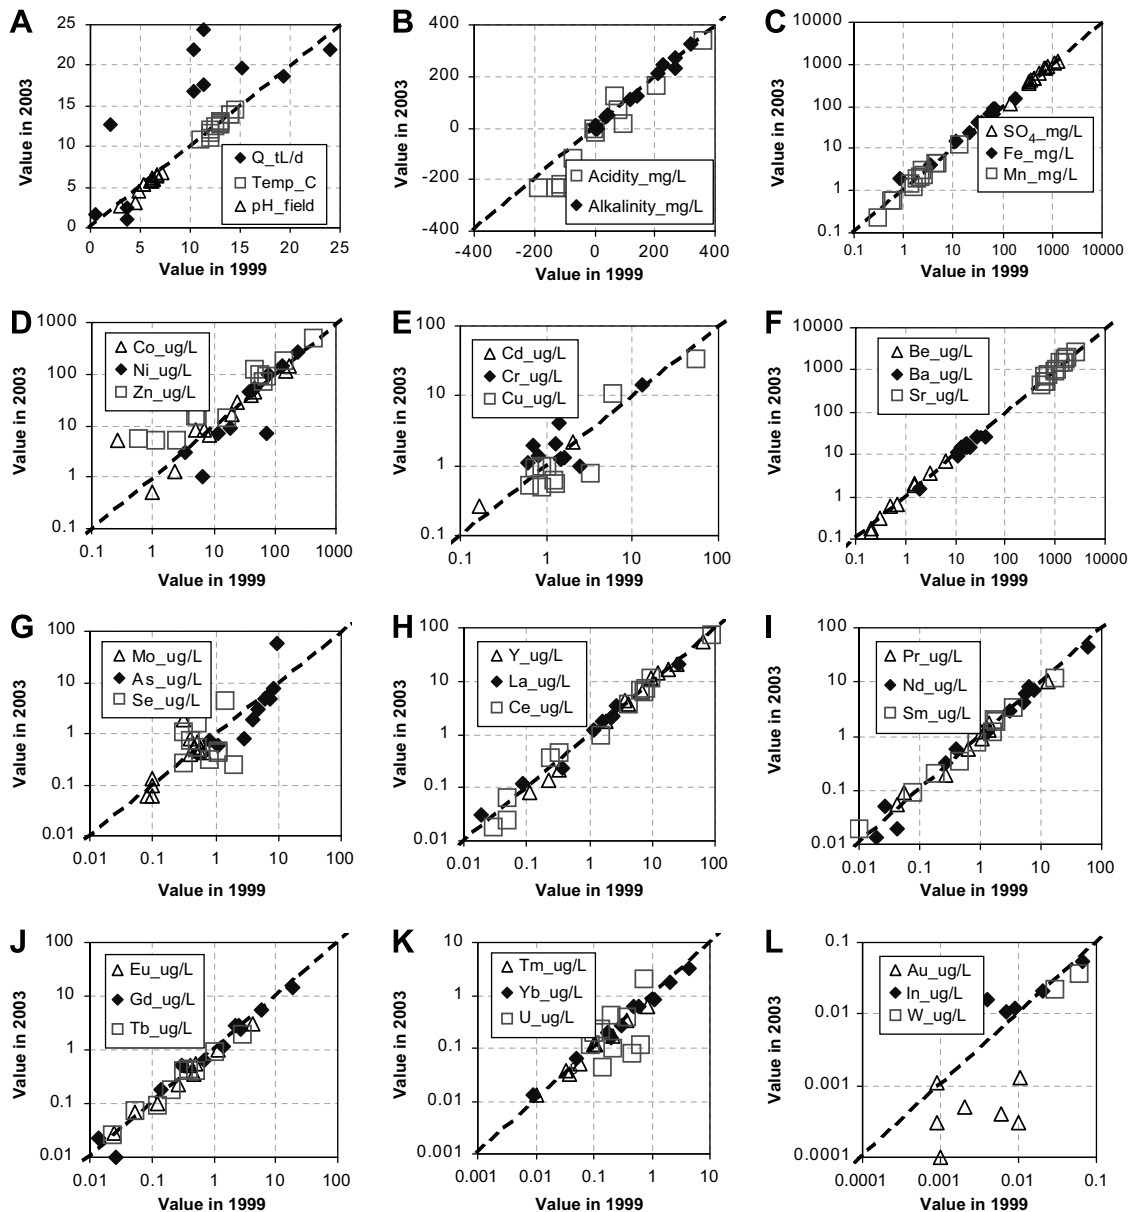 A
Value in 2003
25
20
15
10
5
0
Q_tL/d
Temp_C
pH_field
0 5 10 15 20 25
Value in 1999
B
Value in 2003
400
200
0
-200
-400
Acidity_mg/L
Alkalinity_mg/L
-400 -200 0 200 400
Value in 1999
C
Value in 2003
10000
1000
100
10
1
0.1
SO4_mg/L
Fe_mg/L
Mn_mg/L
0.1 1 10 100 1000 10000
Value in 1999
D
Value in 2003
1000
100
10
1
0.1
Co_ug/L
Ni_ug/L
Zn_ug/L
0.1 1 10 100 1000
Value in 1999
E
Value in 2003
100
10
1
0.1
Cd_ug/L
Cr_ug/L
Cu_ug/L
0.1 1 10 100
Value in 1999
F
Value in 2003
10000
1000
100
10
1
0.1
Be_ug/L
Ba_ug/L
Sr_ug/L
0.1 1 10 100 1000 10000
Value in 1999
G
Value in 2003
100
10
1
0.1
0.01
Mo_ug/L
As_ug/L
Se_ug/L
0.01 0.1 1 10 100
Value in 1999
H
Value in 2003
100
10
1
0.1
0.01
Y_ug/L
La_ug/L
Ce_ug/L
0.01 0.1 1 10 100
Value in 1999
I
Value in 2003
100
10
1
0.1
0.01
Pr_ug/L
Nd_ug/L
Sm_ug/L
0.01 0.1 1 10 100
Value in 1999
J
Value in 2003
100
10
1
0.1
0.01
Eu_ug/L
Gd_ug/L
Tb_ug/L
0.01 0.1 1 10 100
Value in 1999
K
Value in 2003
10
1
0.1
0.01
0.001
Tm_ug/L
Yb_ug/L
U_ug/L
0.001 0.01 0.1 1 10
Value in 1999
L
Value in 2003
0.1
0.01
0.001
0.0001
Au_ug/L
In_ug/L
W_ug/L
0.0001 0.001 0.01 0.1
Value in 1999